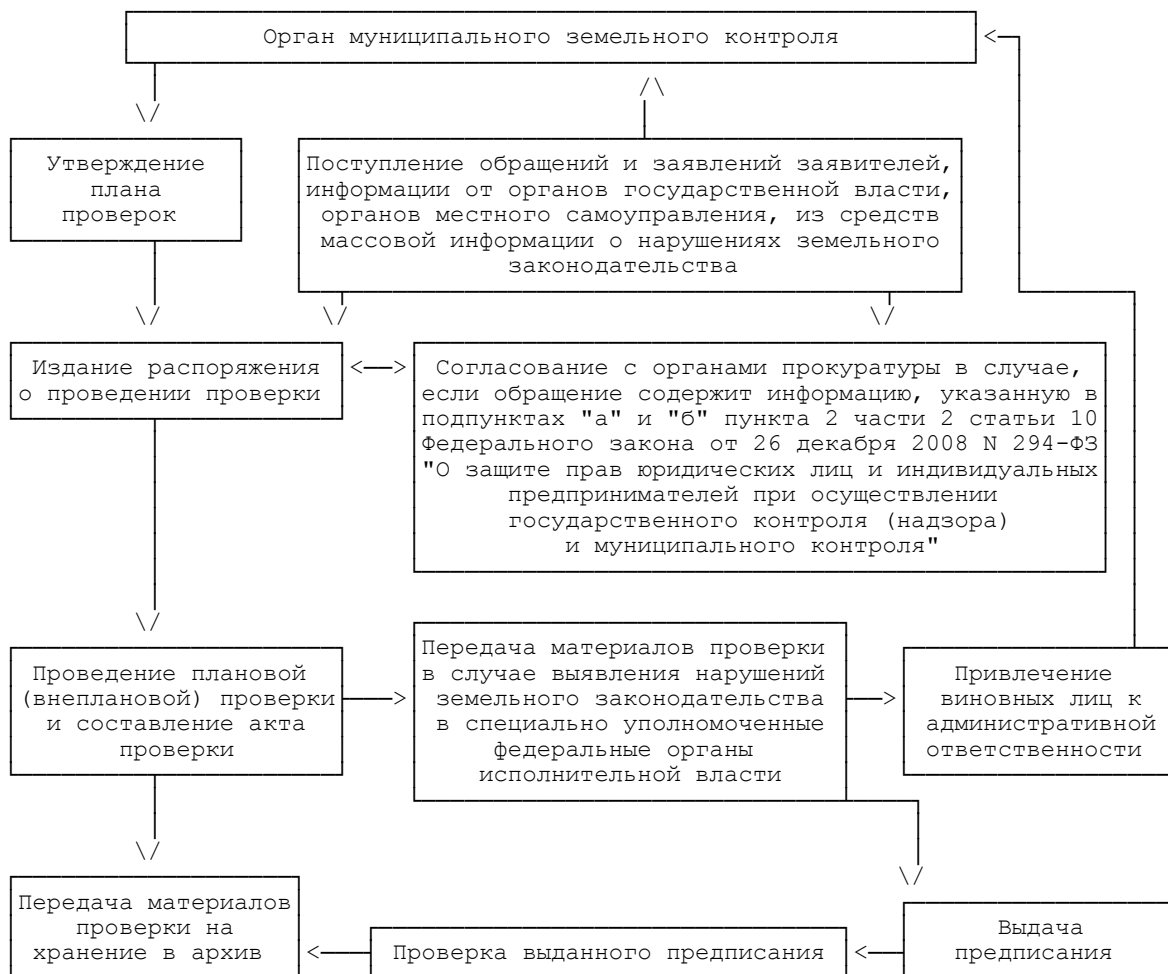 Орган муниципального земельного контроля
Утверждение
плана
проверок
Поступление обращений и заявлений заявителей,
информации от органов государственной власти,
органов местного самоуправления, из средств
массовой информации о нарушениях земельного
законодательства
Издание распоряжения
о проведении проверки
Согласование с органами прокуратуры в случае,
если обращение содержит информацию, указанную в
подпунктах "а" и "б" пункта 2 части 2 статьи 10
Федерального закона от 26 декабря 2008 N 294-ФЗ
"О защите прав юридических лиц и индивидуальных
предпринимателей при осуществлении
государственного контроля (надзора)
и муниципального контроля"
Проведение плановой
(внеплановой) проверки
и составление акта
проверки
Передача материалов проверки
в случае выявления нарушений
земельного законодательства
в специально уполномоченные
федеральные органы
исполнительной власти
Привлечение
виновных лиц к
административной
ответственности
Передача материалов
проверки на
хранение в архив
Проверка выданного предписания
Выдача
предписания